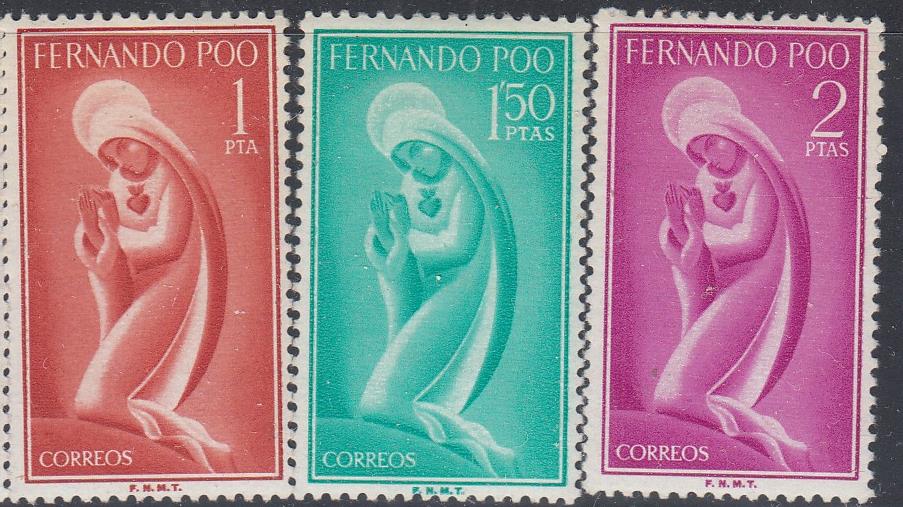 FERNANDO POO
1
PTA
CORREOS
F. N. M. T.
FERNANDO POO
1'50
PTAS
CORREOS
F. N. M. T.
FERNANDO POO
2
PTAS
CORREOS
F. N. M. T.